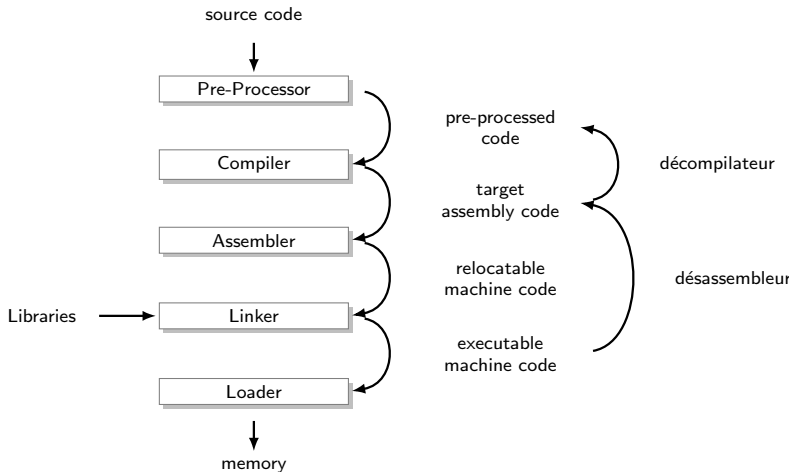 source code
Pre-Processor
pre-processed
code
décompilateur
Compiler
target
assembly code
Assembler
relocatable
machine code
désassembleur
Libraries
Linker
executable
machine code
Loader
memory